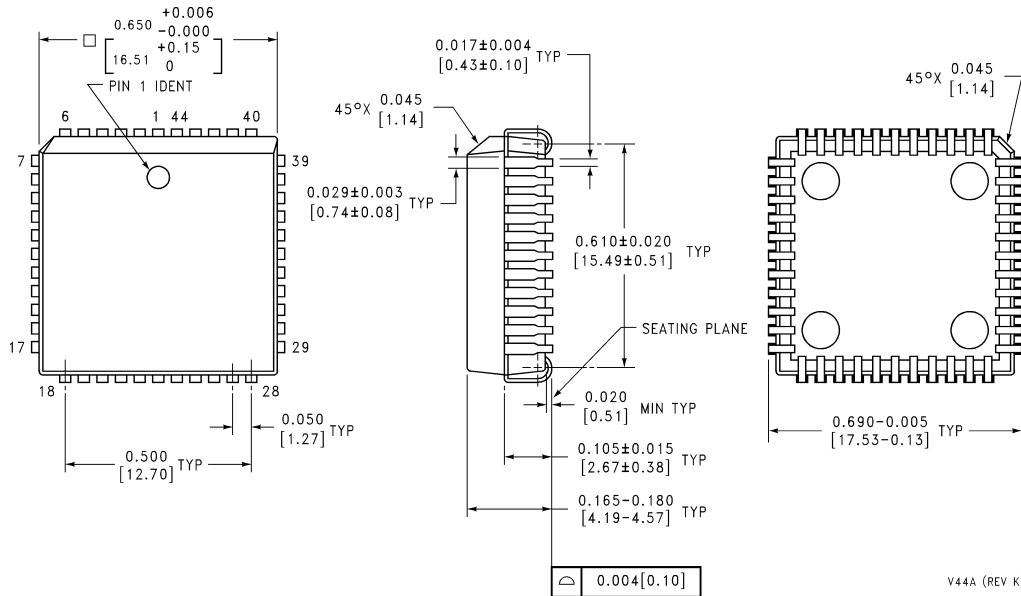 □ [0.650 +0.006 -0.000
16.51 +0.15 0]
PIN 1 IDENT
6 1 44 40
7 39
17 29
18 28
0.050
[1.27] TYP
0.500
[12.70] TYP
0.017±0.004
[0.43±0.10] TYP
45°X 0.045
[1.14]
0.029±0.003
[0.74±0.08] TYP
0.610±0.020
[15.49±0.51] TYP
SEATING PLANE
0.020
[0.51] MIN TYP
0.105±0.015
[2.67±0.38] TYP
0.165-0.180
[4.19-4.57] TYP
⌓ 0.004[0.10]
45°X 0.045
[1.14]
0.690-0.005
[17.53-0.13] TYP
V44A (REV K